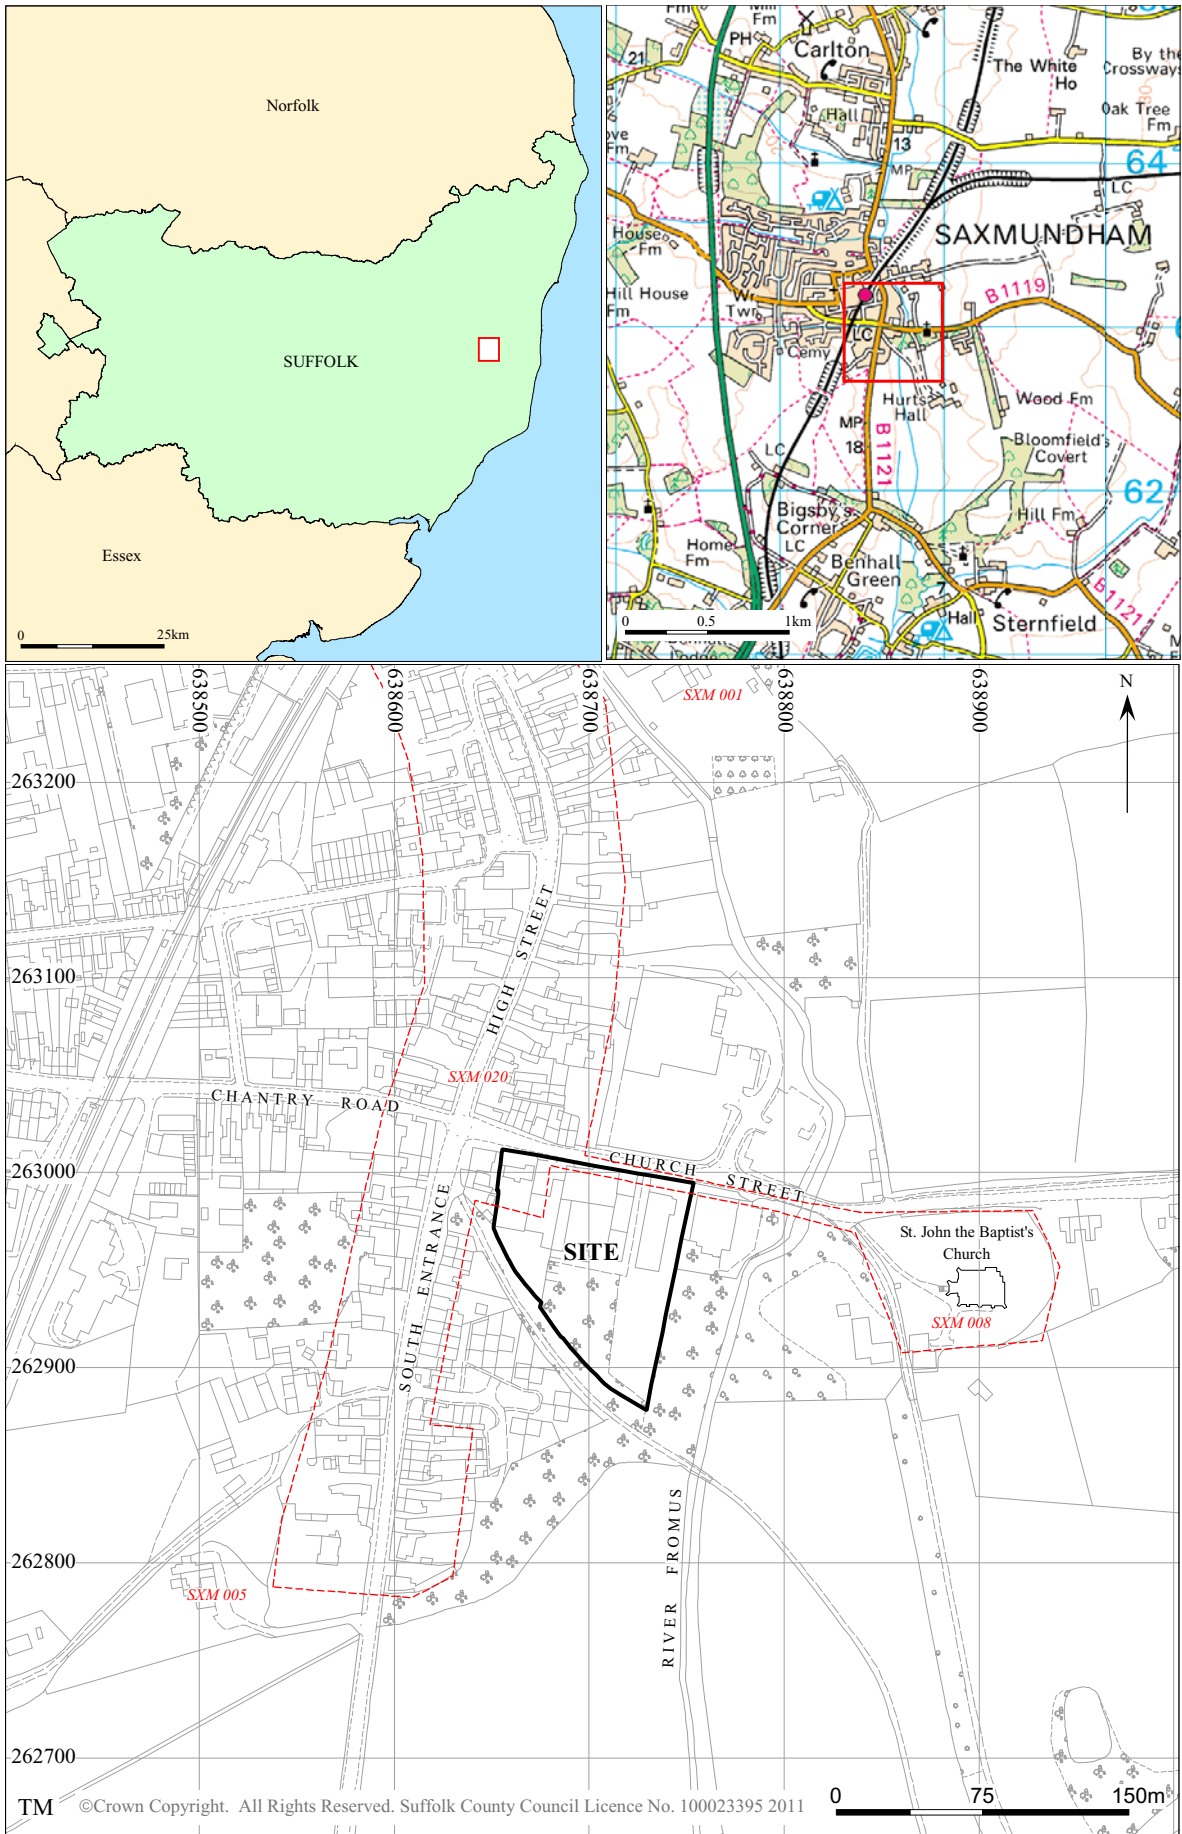 Norfolk
SUFFOLK
Essex
0
25km
Fm
Mill
Fm
PH
Carlton
21
The White
Ho
By the
Crossways
Oak Tree
Fm
Hall
13
MP
64
LC
SAXMUNDHAM
House
Fm
Hill House
Fm
Wr
Twr
B1119
LC
Cemy
Hurts
Hall
Wood Fm
MP
18
B1121
Bloomfield's
Covert
LC
62
Bigsby's
Corner
Hill Fm
LC
Home
Fm
Benhall
Green
7
B1121
Hall
Sternfield
0
0.5
1km
638500
638600
638700
638800
638900
SXM 001
N
263200
HIGH STREET
263100
SXM 020
CHANTRY ROAD
263000
CHURCH STREET
SOUTH ENTRANCE
SITE
St. John the Baptist's
Church
SXM 008
262900
RIVER FROMUS
262800
SXM 005
262700
TM
©Crown Copyright. All Rights Reserved. Suffolk County Council Licence No. 100023395 2011
0
75
150m